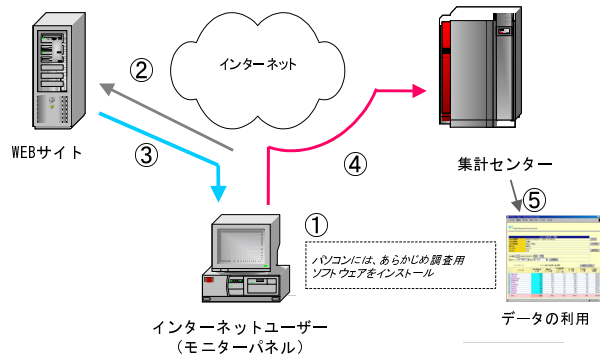 インターネット
②
WEBサイト
③
④
集計センター
⑤
①
パソコンには、あらかじめ調査用
ソフトウェアをインストール
インターネットユーザー
(モニターパネル)
データの利用